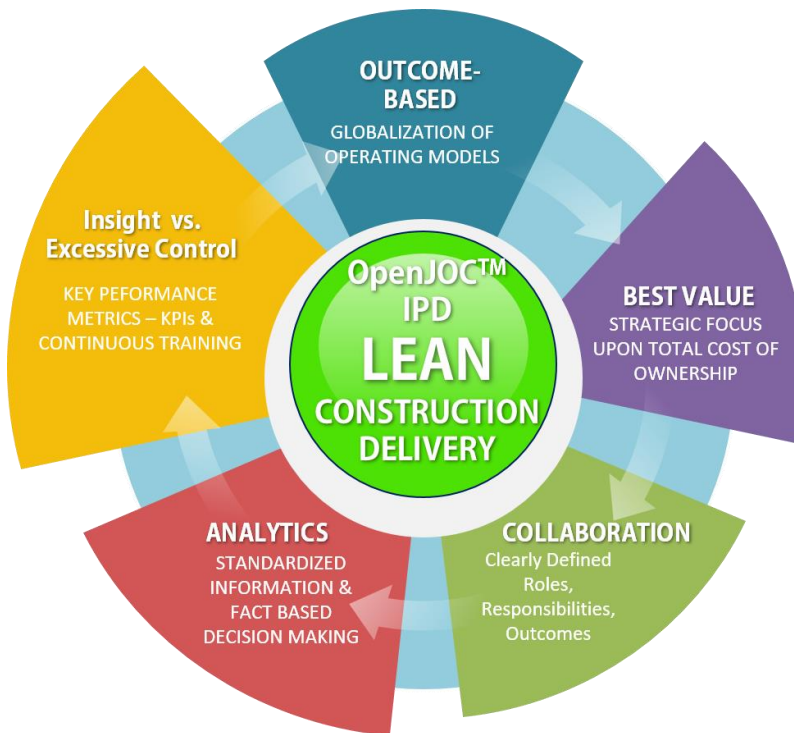 OUTCOME-
BASED
GLOBALIZATION OF
OPERATING MODELS
BEST VALUE
STRATEGIC FOCUS
UPON TOTAL COST OF
OWNERSHIP
COLLABORATION
Clearly Defined
Roles,
Responsibilities,
Outcomes
ANALYTICS
STANDARDIZED
INFORMATION &
FACT BASED
DECISION MAKING
Insight vs.
Excessive Control
KEY PEFORMANCE
METRICS – KPIs &
CONTINUOUS TRAINING
OpenJOC™
IPD
LEAN
CONSTRUCTION
DELIVERY